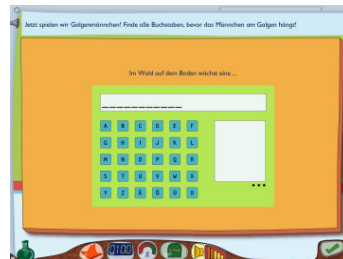 Jetzt spielen wir Galgenmännchen! Finde alle Buchstaben, bevor das Männchen am Galgen hängt!
Im Wald auf dem Boden wächst eine ...
A B C D E F
G H I J K L
M N O P Q R
S T U V W X
Y Z Ä Ö Ü ß
0100